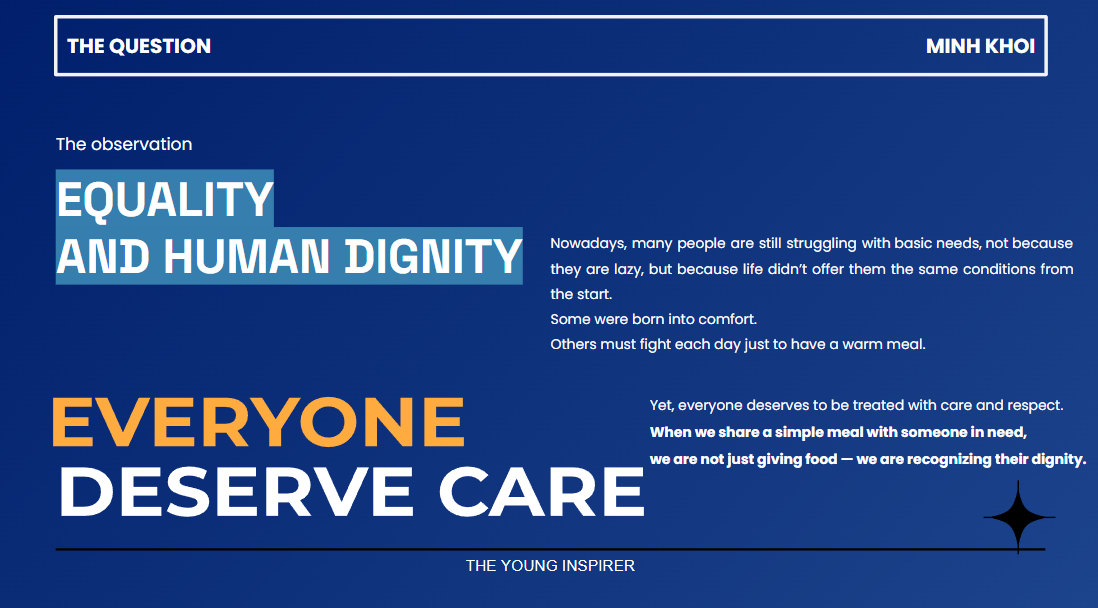 THE QUESTION
MINH KHOI
The observation
EQUALITY
AND HUMAN DIGNITY
Nowadays, many people are still struggling with basic needs, not because
they are lazy, but because life didn’t offer them the same conditions from
the start.
Some were born into comfort.
Others must fight each day just to have a warm meal.
EVERYONE
DESERVE CARE
Yet, everyone deserves to be treated with care and respect.
When we share a simple meal with someone in need,
we are not just giving food — we are recognizing their dignity.
THE YOUNG INSPIRER